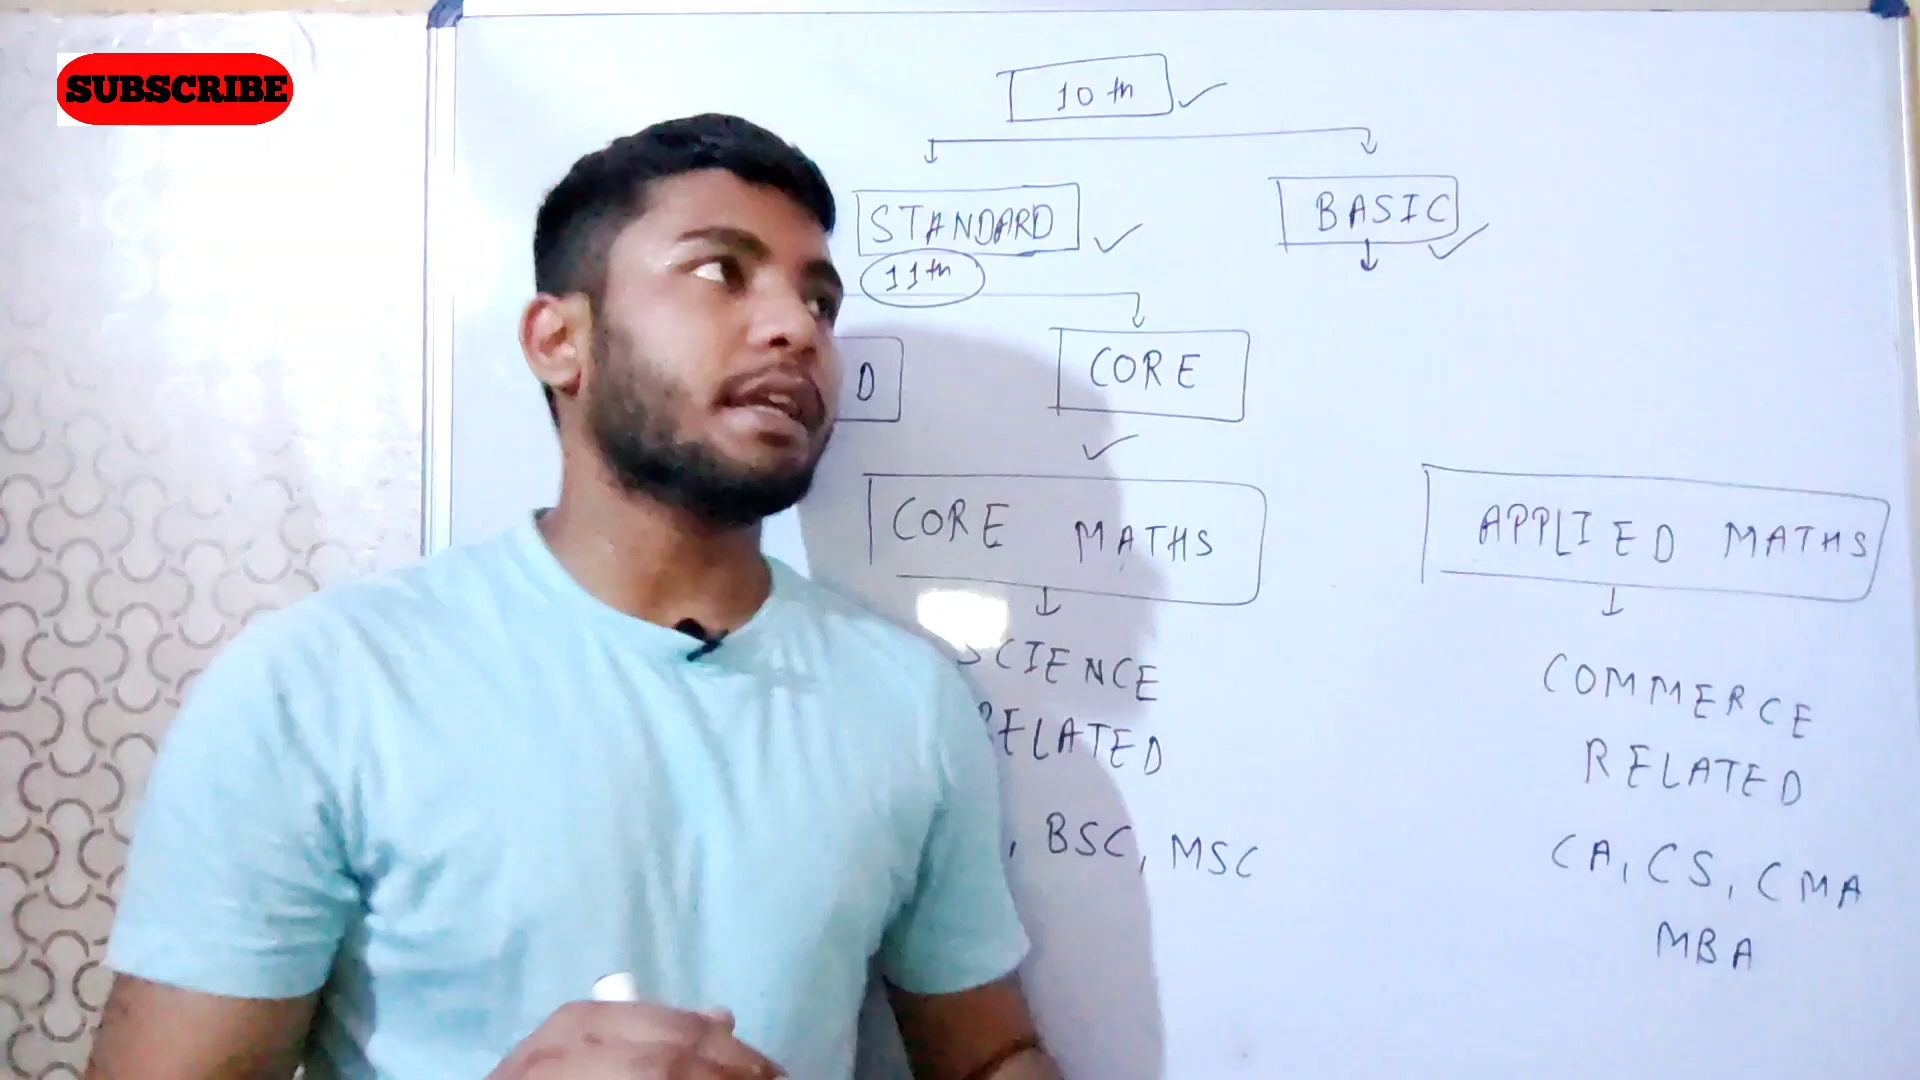 SUBSCRIBE
10th
STANDARD
BASIC
11th
D
CORE
CORE MATHS
APPLIED MATHS
SCIENCE
RELATED
, BSC, MSC
COMMERCE
RELATED
CA, CS, CMA
MBA